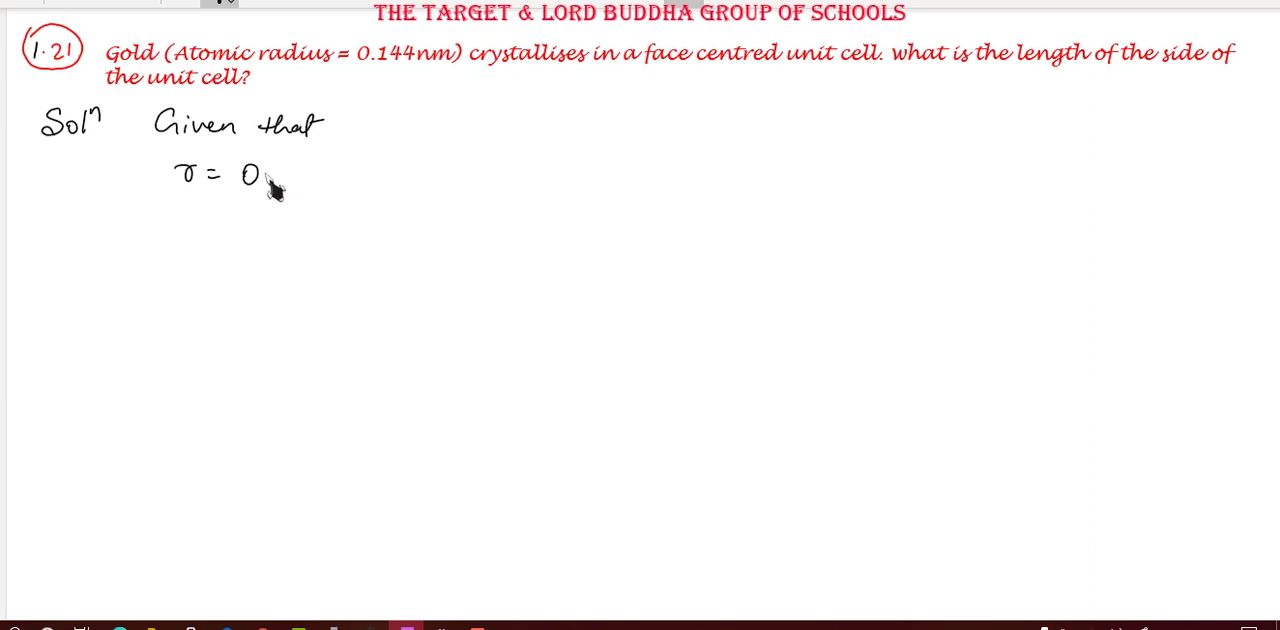 THE TARGET & LORD BUDDHA GROUP OF SCHOOLS
1.21 Gold (Atomic radius = 0.144nm) crystallises in a face centred unit cell. what is the length of the side of
the unit cell?
Solⁿ Given that
r = 0